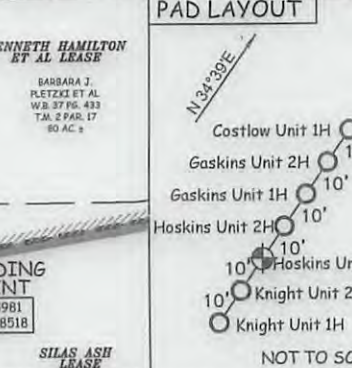 PAD LAYOUT
KENNETH HAMILTON
ET AL LEASE
BARBARA J.
PLETZKI ET AL
W.B. 37 PG. 433
T.M. 2 PAR. 17
80 AC.±
N 34°39'E
Costlow Unit 1H
Gaskins Unit 2H
10'
Gaskins Unit 1H
10'
Hoskins Unit 2H
10'
10'
Hoskins Un
10'
Knight Unit 2
Knight Unit 1H
NOT TO SC
DING
NT
981
8518
SILAS ASH
LEASE